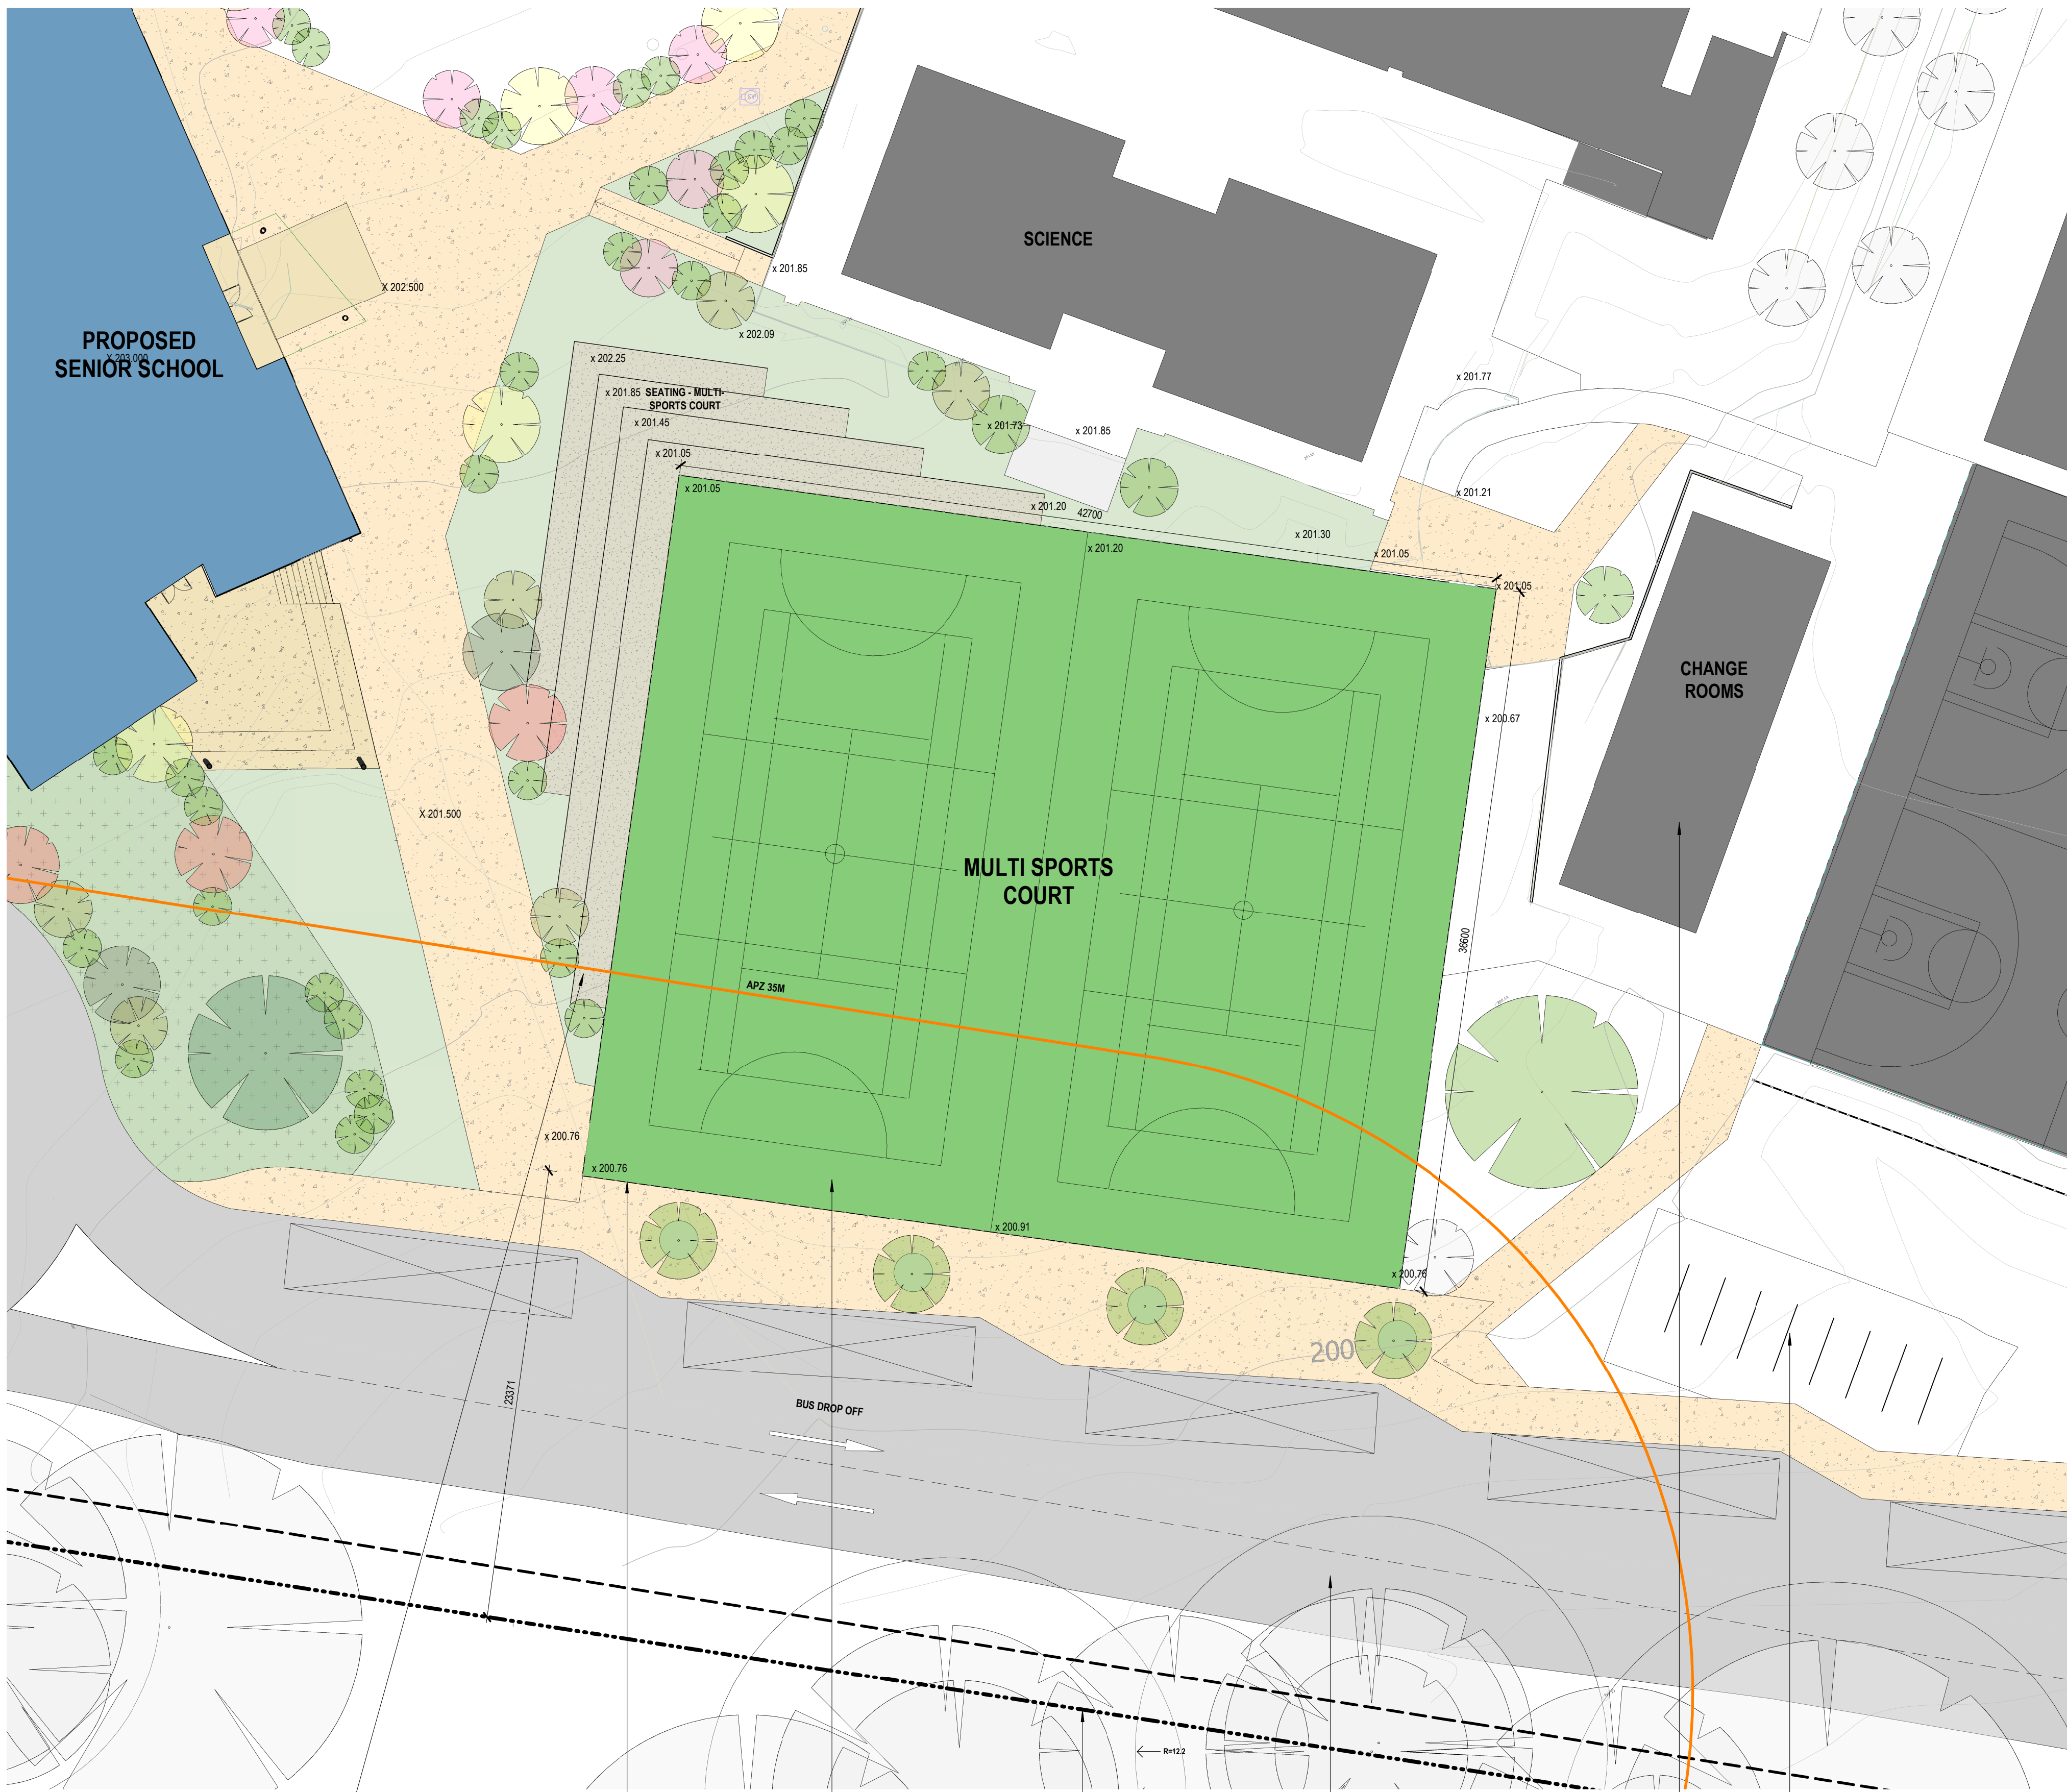 SCIENCE
x 201.85
X 202.500
x 202.09
PROPOSED
SENIOR SCHOOL
X 203.000
x 202.25
x 201.85
SEATING - MULTI-
SPORTS COURT
x 201.45
x 201.77
x 201.73
x 201.85
x 201.05
x 201.05
x 201.20
42700
x 201.21
x 201.30
x 201.20
x 201.05
x 201.05
CHANGE
ROOMS
x 200.67
X 201.500
MULTI SPORTS
COURT
36600
APZ 35M
x 200.76
x 200.76
x 200.91
x 200.76
200
23371
BUS DROP OFF
R=12.2